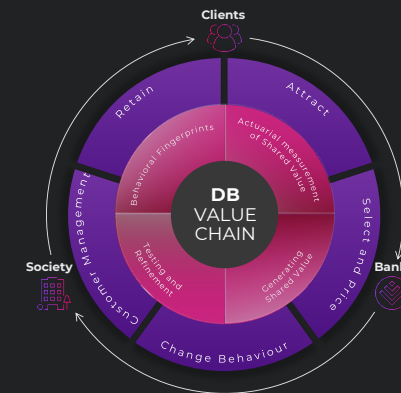 Clients
Retain
Attract
Behavioral Fingerprints
Actuarial measurement
of Shared Value
DB
VALUE
CHAIN
Customer Management
Select and Price
Testing and
Refinement
Generating
Shared Value
Society
Bank
Change Behaviour